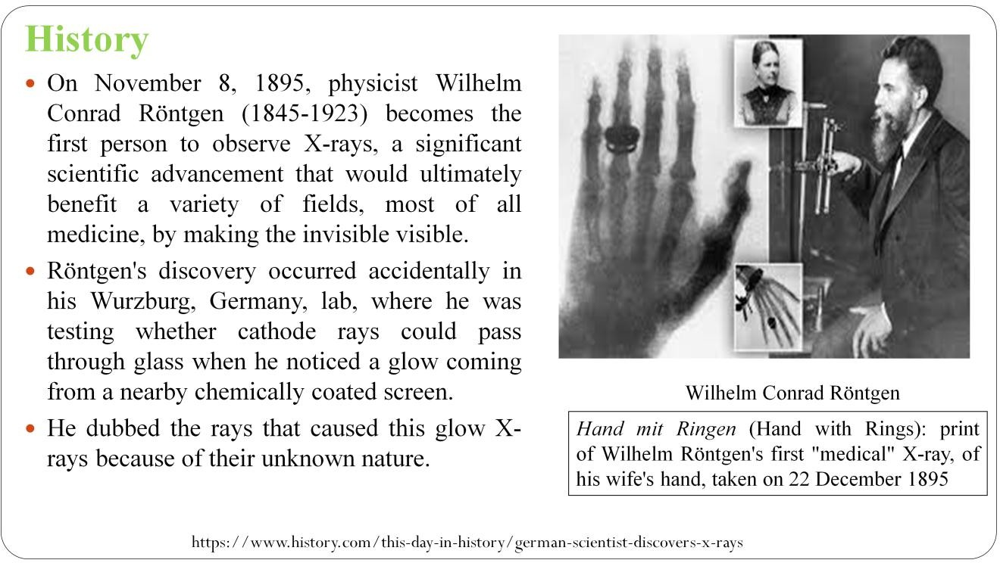 History
• On November 8, 1895, physicist Wilhelm
Conrad Röntgen (1845-1923) becomes the
first person to observe X-rays, a significant
scientific advancement that would ultimately
benefit a variety of fields, most of all
medicine, by making the invisible visible.
• Röntgen's discovery occurred accidentally in
his Wurzburg, Germany, lab, where he was
testing whether cathode rays could pass
through glass when he noticed a glow coming
from a nearby chemically coated screen.
• He dubbed the rays that caused this glow X-
rays because of their unknown nature.
Wilhelm Conrad Röntgen
Hand mit Ringen (Hand with Rings): print
of Wilhelm Röntgen's first "medical" X-ray, of
his wife's hand, taken on 22 December 1895
https://www.history.com/this-day-in-history/german-scientist-discovers-x-rays